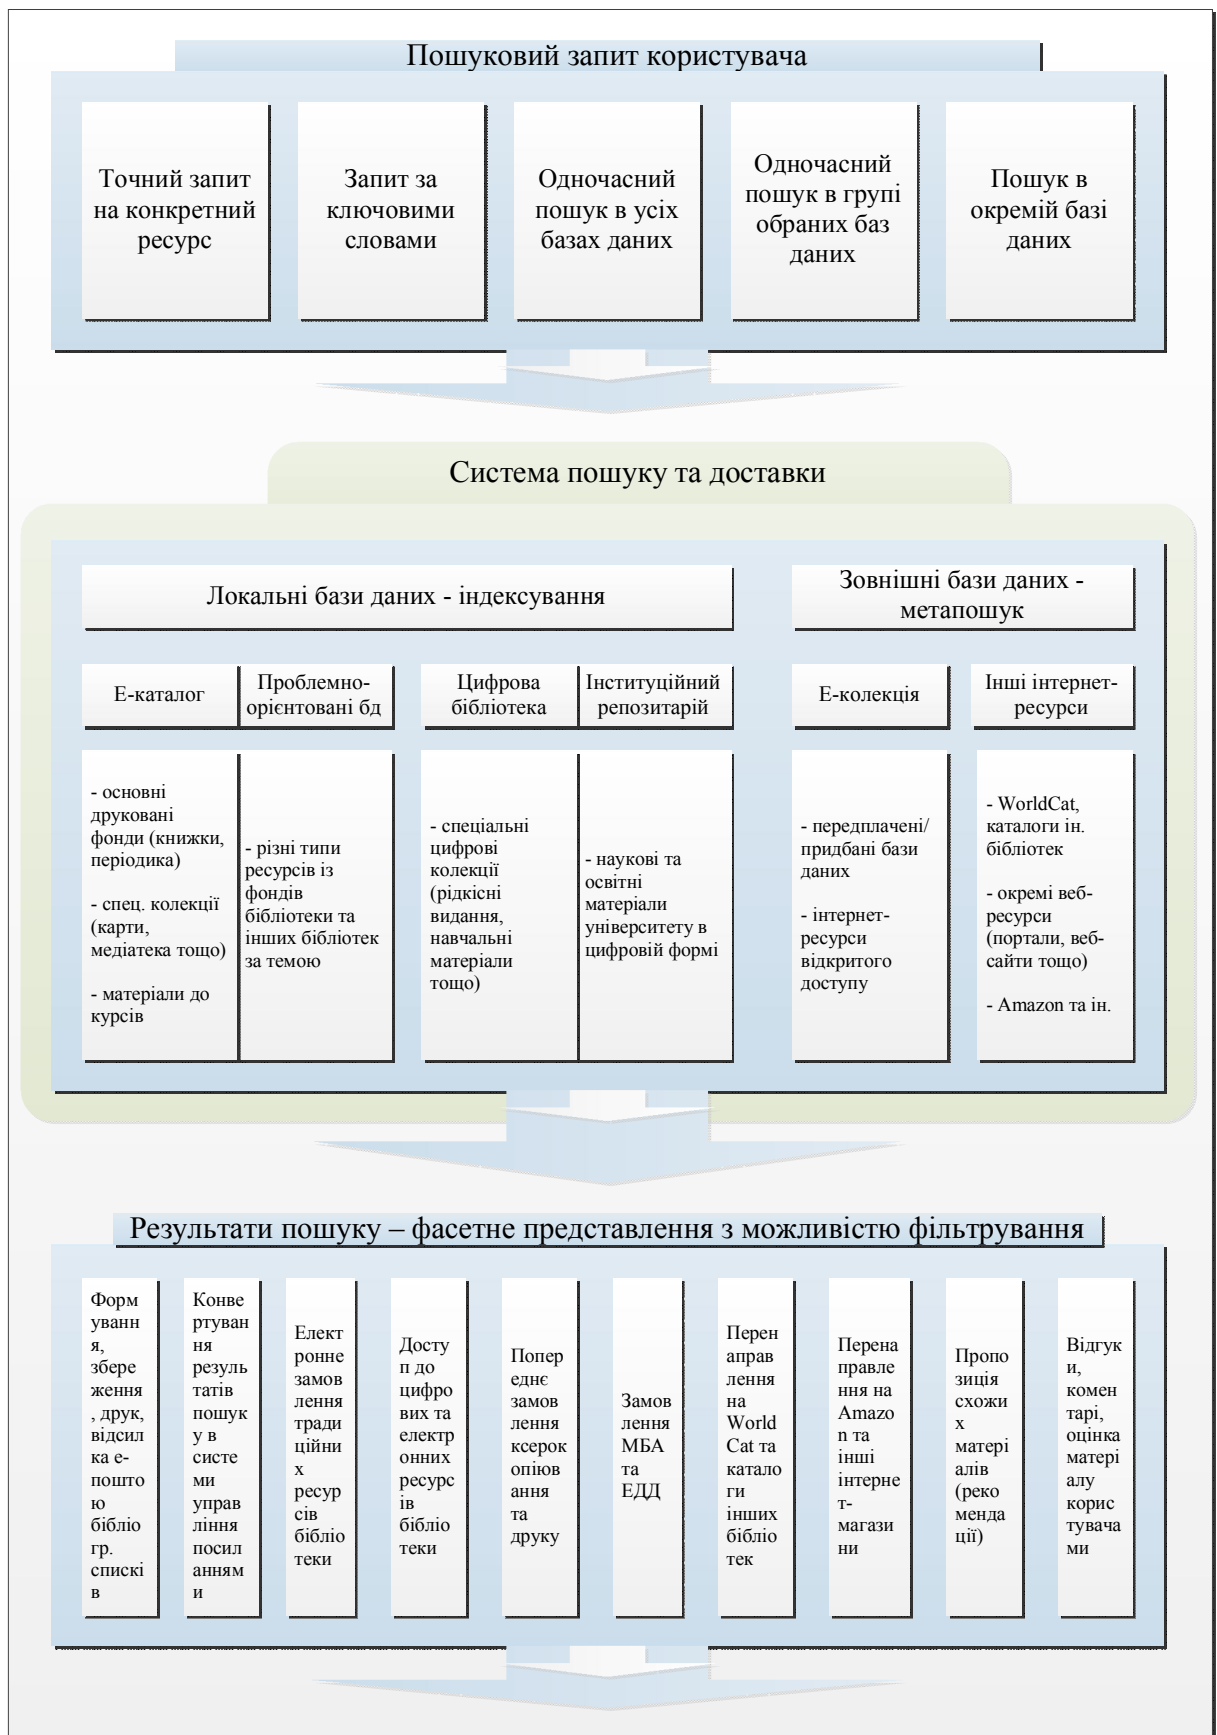 Пошуковий запит користувача
Точний запит
на конкретний
ресурс
Запит за
ключовими
словами
Одночасний
пошук в усіх
базах даних
Одночасний
пошук в групі
обраних баз
даних
Пошук в
окремій базі
даних
Система пошуку та доставки
Локальні бази даних - індексування
Зовнішні бази даних -
метапошук
Е-каталог
Проблемно-
орієнтовані бд
Цифрова
бібліотека
Інституційний
репозитарій
Е-колекція
Інші інтернет-
ресурси
- основні
друковані
фонди (книжки,
періодика)
- спец. колекції
(карти,
медіатека тощо)
- матеріали до
курсів
- різні типи
ресурсів із
фондів
бібліотеки та
інших бібліотек
за темою
- спеціальні
цифрові
колекції
(рідкісні
видання,
навчальні
матеріали
тощо)
- наукові та
освітні
матеріали
університету в
цифровій формі
- передплачені/
придбані бази
даних
- інтернет-
ресурси
відкритого
доступу
- WorldCat,
каталоги ін.
бібліотек
- окремі веб-
ресурси
(портали, веб-
сайти тощо)
- Amazon та ін.
Результати пошуку – фасетне представлення з можливістю фільтрування
Форм
уванн
я,
збере
ження
, друк,
відсил
ка е-
пошто
ю
бібліо
гр.
спискі
в
Конве
ртуван
ня
резуль
татів
пошук
у в
систе
ми
управ
ління
посил
анням
и
Елект
ронне
замов
лення
тради
ційни
х
ресур
сів
бібліо
теки
Досту
п до
цифро
вих та
електр
онних
ресурс
ів
бібліо
теки
Попер
еднє
замов
лення
ксерок
опіюв
ання
та
друку
Замов
лення
МБА
та
ЕДД
Перен
аправ
лення
на
World
Cat та
катало
ги
інших
бібліо
тек
Перена
правле
ння на
Amazo
n та
інші
інтерне
т-
магази
ни
Пропо
зиція
схожи
х
матері
алів
(реко
менда
ції)
Відгук
и,
комен
тарі,
оцінка
матері
алу
корис
тувача
ми